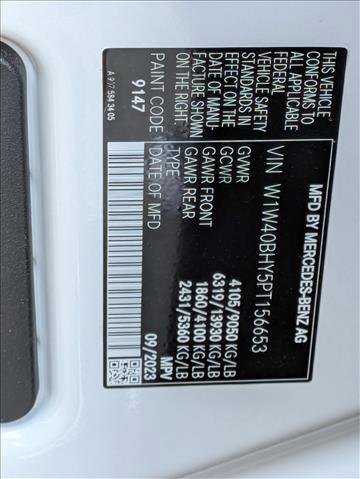 MFD BY MERCEDES-BENZ AG
VIN W1W40BHY5PT156653
GVWR 4105/9050 KG/LB
GCWR 6319/13930 KG/LB
GAWR FRONT 1860/4100 KG/LB
GAWR REAR 2431/5360 KG/LB
TYPE MPV
DATE OF MFD 09/2023
THIS VEHICLE CONFORMS TO
ALL APPLICABLE
FEDERAL
VEHICLE SAFETY
EFFECT ON THE
DATE OF MANU-
FACTURE SHOWN
ON THE RIGHT.
PAINT CODE
9147